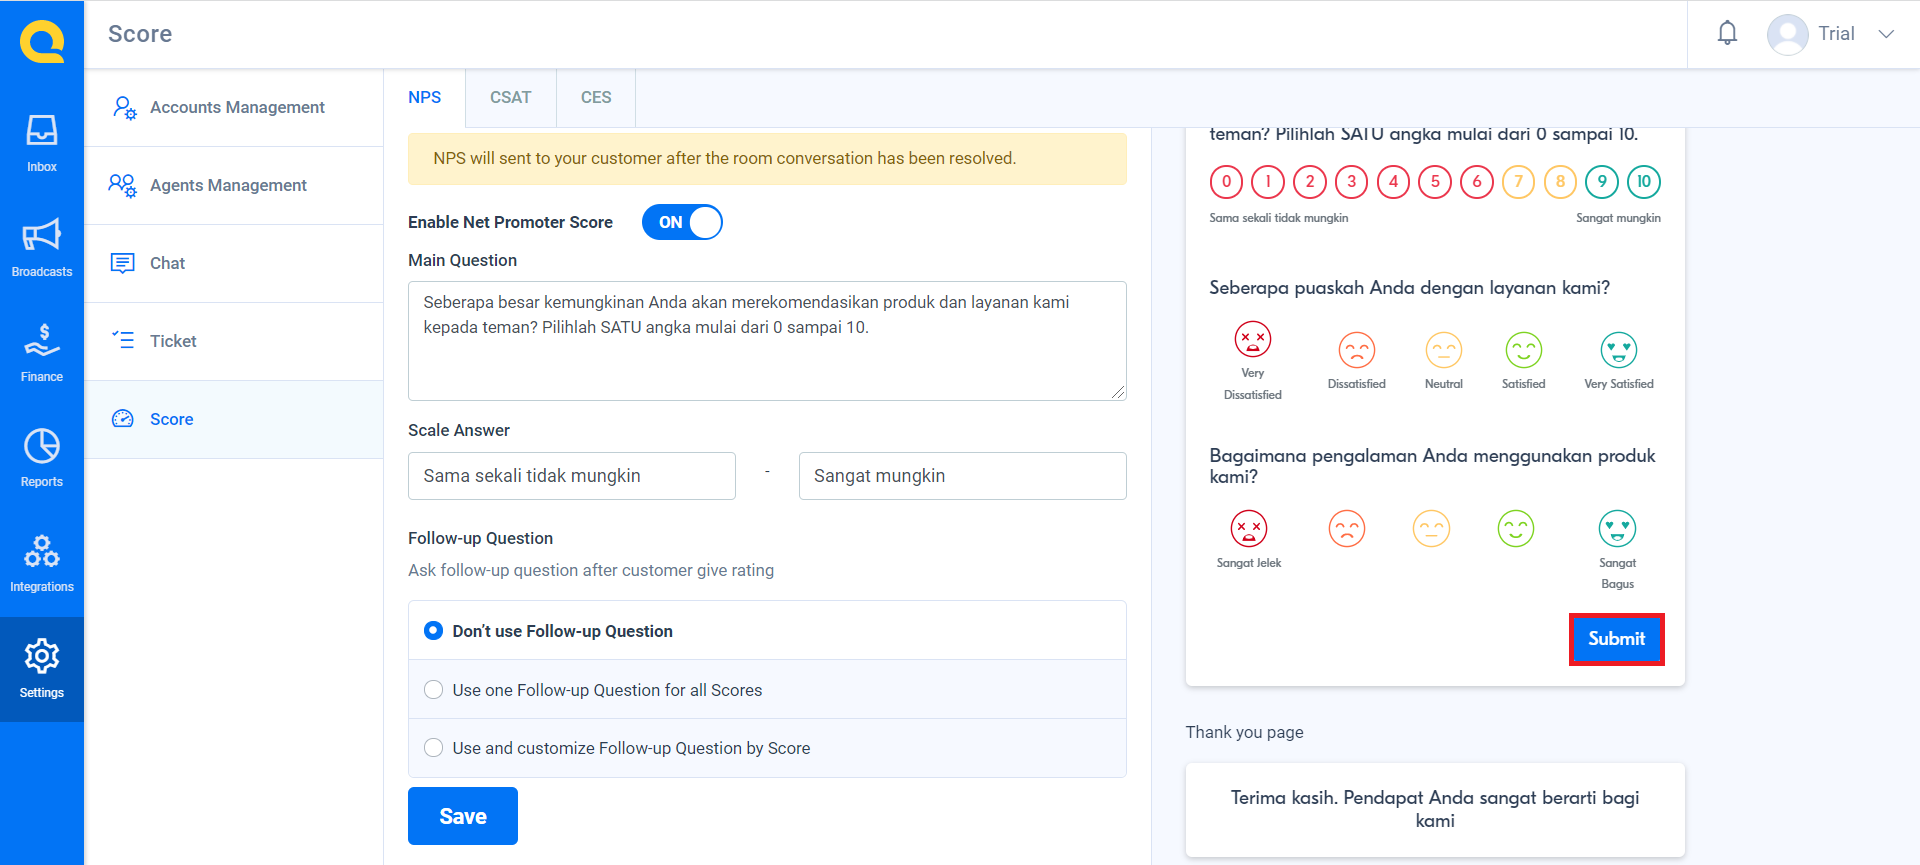 Score
Trial
Inbox
Broadcasts
Finance
Reports
Integrations
Settings
Accounts Management
Agents Management
Chat
Ticket
Score
NPS
CSAT
CES
NPS will sent to your customer after the room conversation has been resolved.
Enable Net Promoter Score
ON
Main Question
Seberapa besar kemungkinan Anda akan merekomendasikan produk dan layanan kami
kepada teman? Pilihlah SATU angka mulai dari 0 sampai 10.
Scale Answer
Sama sekali tidak mungkin
-
Sangat mungkin
Follow-up Question
Ask follow-up question after customer give rating
Don't use Follow-up Question
Use one Follow-up Question for all Scores
Use and customize Follow-up Question by Score
Save
teman? Pilihlah SATU angka mulai dari 0 sampai 10.
0 1 2 3 4 5 6 7 8 9 10
Sama sekali tidak mungkin
Sangat mungkin
Seberapa puaskah Anda dengan layanan kami?
Very
Dissatisfied
Dissatisfied
Neutral
Satisfied
Very Satisfied
Bagaimana pengalaman Anda menggunakan produk
kami?
Sangat Jelek
Sangat
Bagus
Submit
Thank you page
Terima kasih. Pendapat Anda sangat berarti bagi
kami